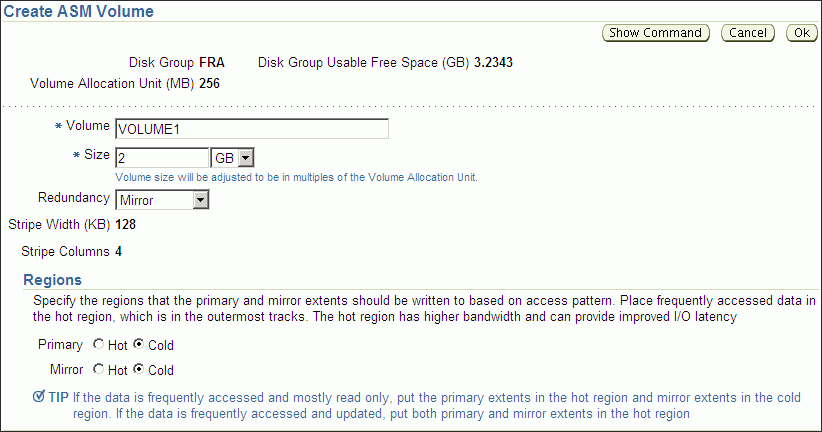 Create ASM Volume
Show Command Cancel Ok
Disk Group FRA Disk Group Usable Free Space (GB) 3.2343
Volume Allocation Unit (MB) 256
* Volume VOLUME1
* Size 2 GB
Volume size will be adjusted to be in multiples of the Volume Allocation Unit.
Redundancy Mirror
Stripe Width (KB) 128
Stripe Columns 4
Regions
Specify the regions that the primary and mirror extents should be written to based on access pattern. Place frequently accessed data in
the hot region, which is in the outermost tracks. The hot region has higher bandwidth and can provide improved I/O latency
Primary Hot Cold
Mirror Hot Cold
TIP If the data is frequently accessed and mostly read only, put the primary extents in the hot region and mirror extents in the cold
region. If the data is frequently accessed and updated, put both primary and mirror extents in the hot region